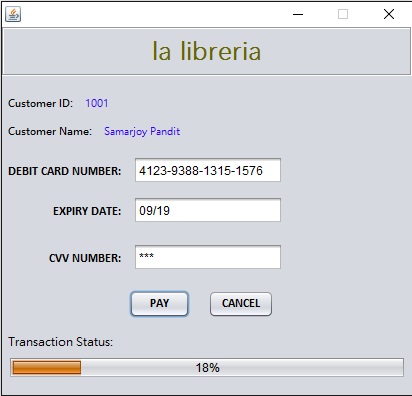 la libreria
Customer ID: 1001
Customer Name: Samarjoy Pandit
DEBIT CARD NUMBER: 4123-9388-1315-1576
EXPIRY DATE: 09/19
CVV NUMBER: ***
PAY CANCEL
Transaction Status:
18%